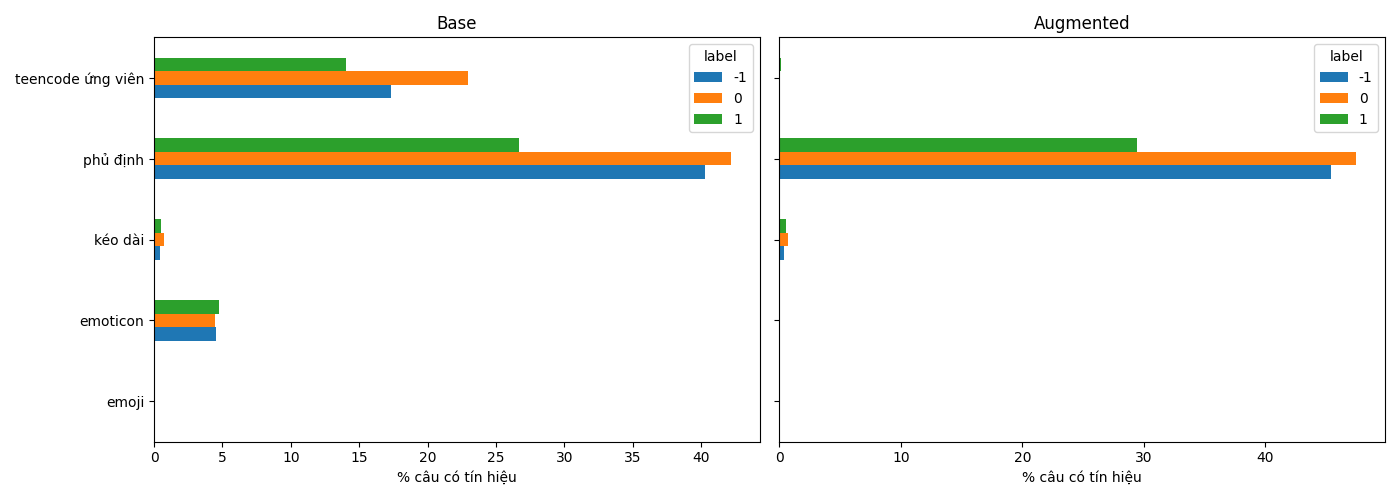 Base
teencode ứng viên
phủ định
kéo dài
emoticon
emoji
0 5 10 15 20 25 30 35 40
% câu có tín hiệu
label
-1
0
1
Augmented
0 10 20 30 40
% câu có tín hiệu
label
-1
0
1